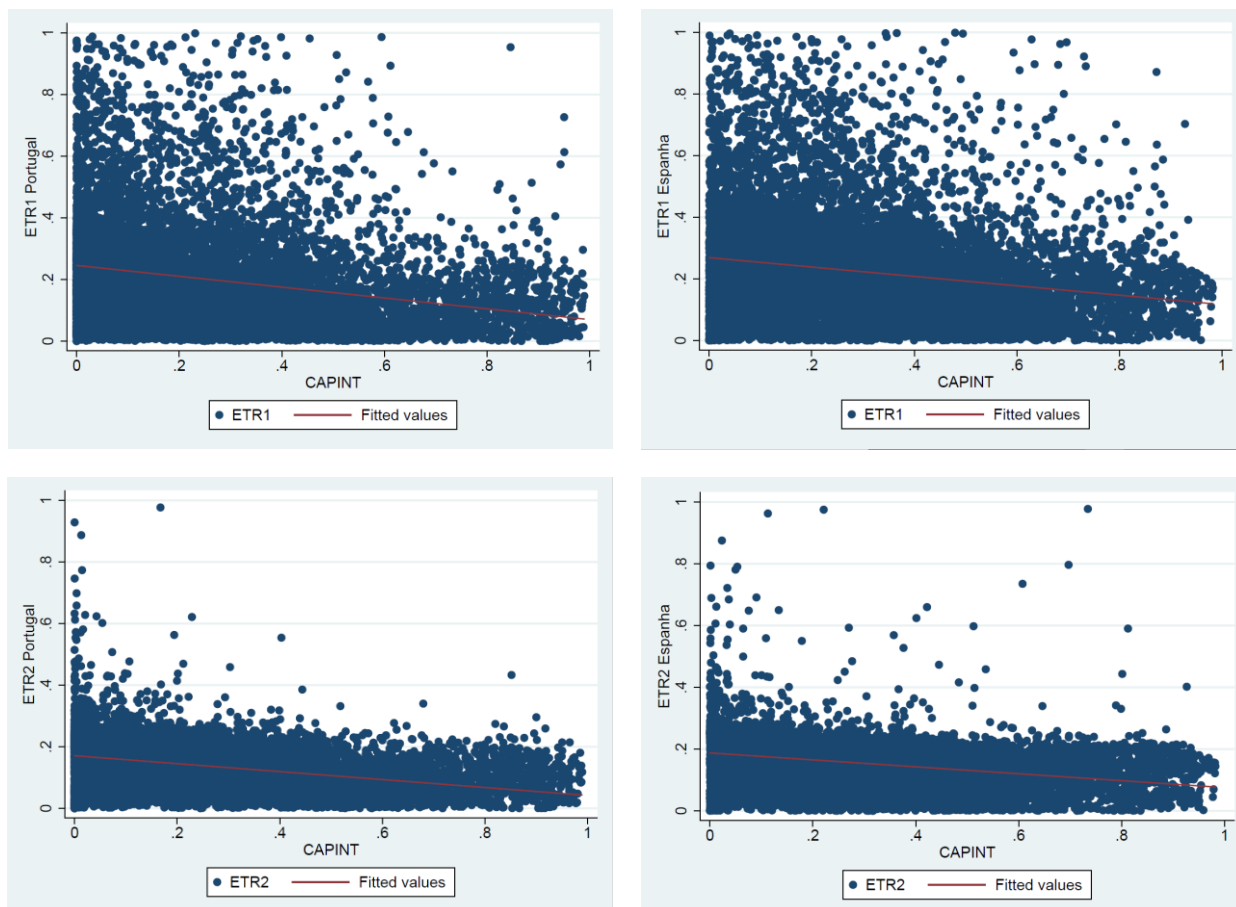 ETR1 Portugal
1
.8
.6
.4
.2
0
0 .2 .4 .6 .8 1
CAPINT
ETR1 Fitted values
ETR1 Espanha
1
.8
.6
.4
.2
0
0 .2 .4 .6 .8 1
CAPINT
ETR1 Fitted values
ETR2 Portugal
1
.8
.6
.4
.2
0
0 .2 .4 .6 .8 1
CAPINT
ETR2 Fitted values
ETR2 Espanha
1
.8
.6
.4
.2
0
0 .2 .4 .6 .8 1
CAPINT
ETR2 Fitted values